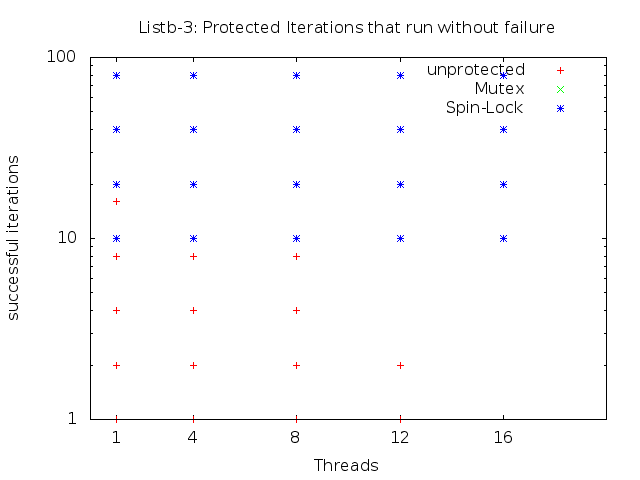 Listb-3: Protected Iterations that run without failure
100
unprotected
Mutex
Spin-Lock
successful iterations
10
1
1 4 8 12 16
Threads